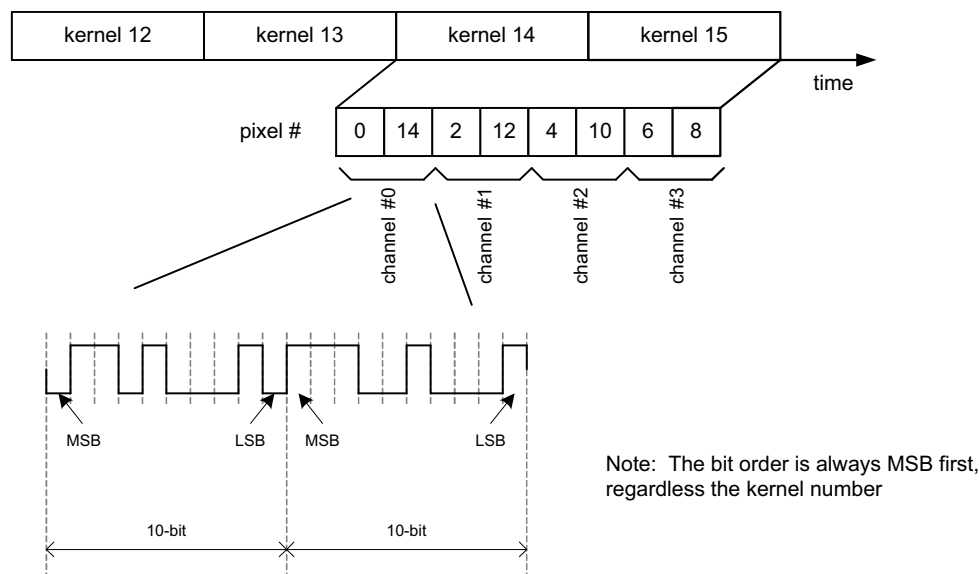 kernel 12 kernel 13 kernel 14 kernel 15
time
pixel # 0 14 2 12 4 10 6 8
channel #0 channel #1 channel #2 channel #3
MSB LSB MSB LSB
Note: The bit order is always MSB first,
regardless the kernel number
10-bit 10-bit